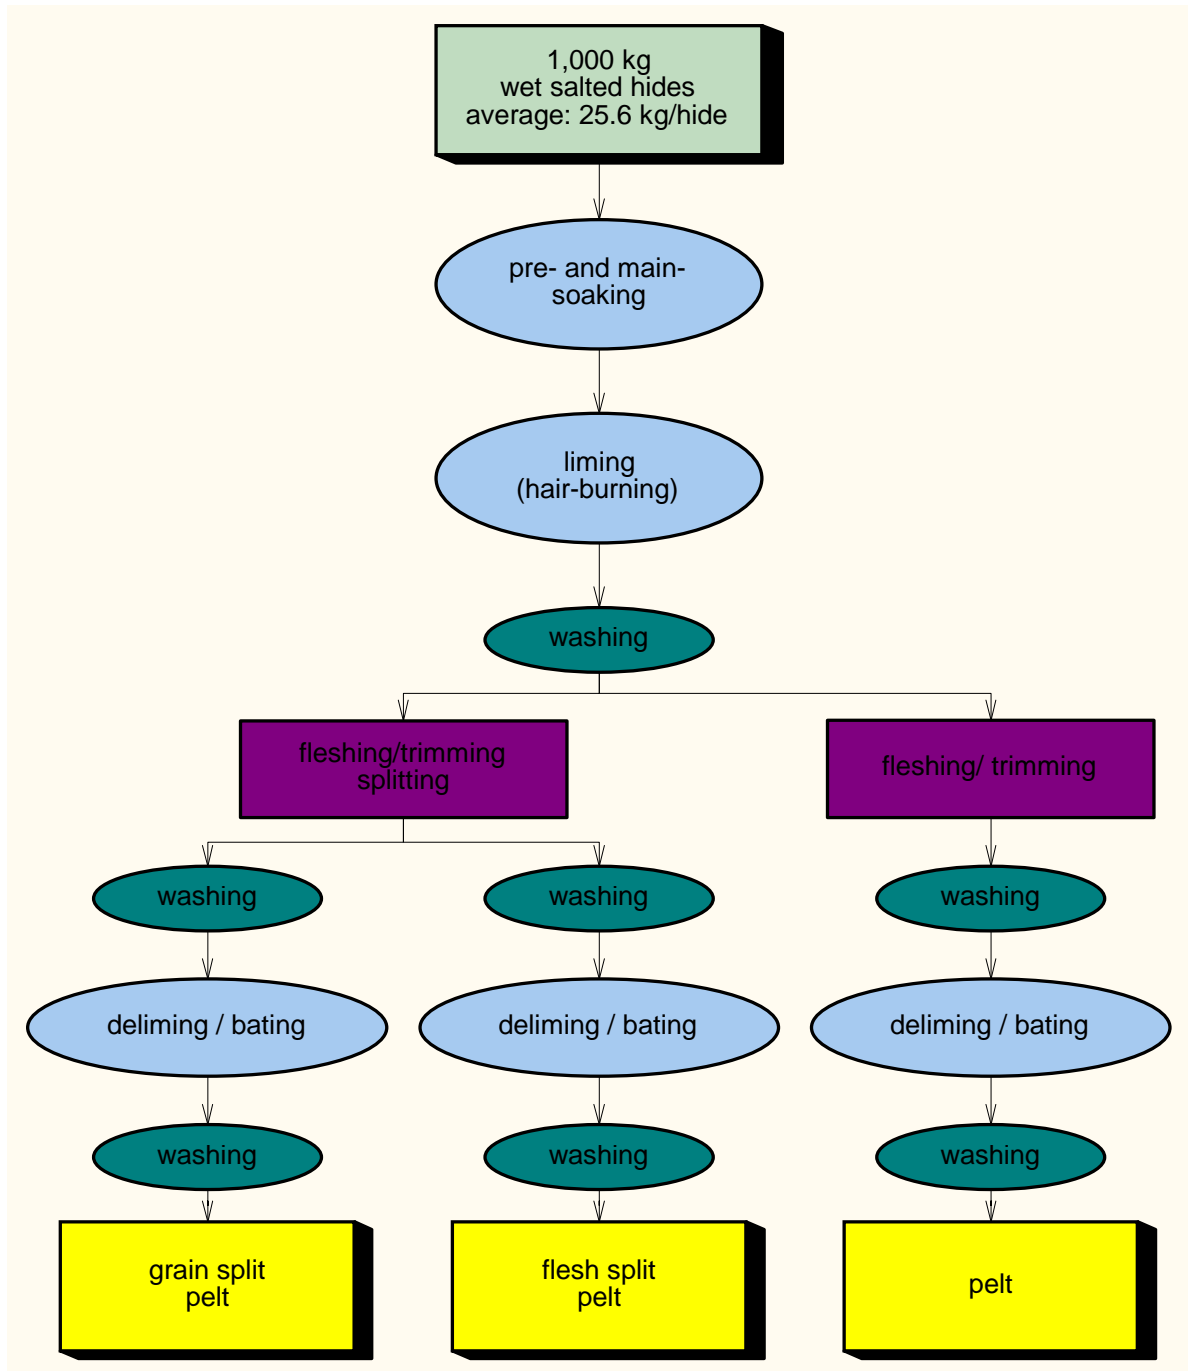 1,000 kg
wet salted hides
average: 25.6 kg/hide
pre- and main-
soaking
liming
(hair-burning)
washing
fleshing/trimming
splitting
fleshing/ trimming
washing
washing
washing
deliming / bating
deliming / bating
deliming / bating
washing
washing
washing
grain split
pelt
flesh split
pelt
pelt